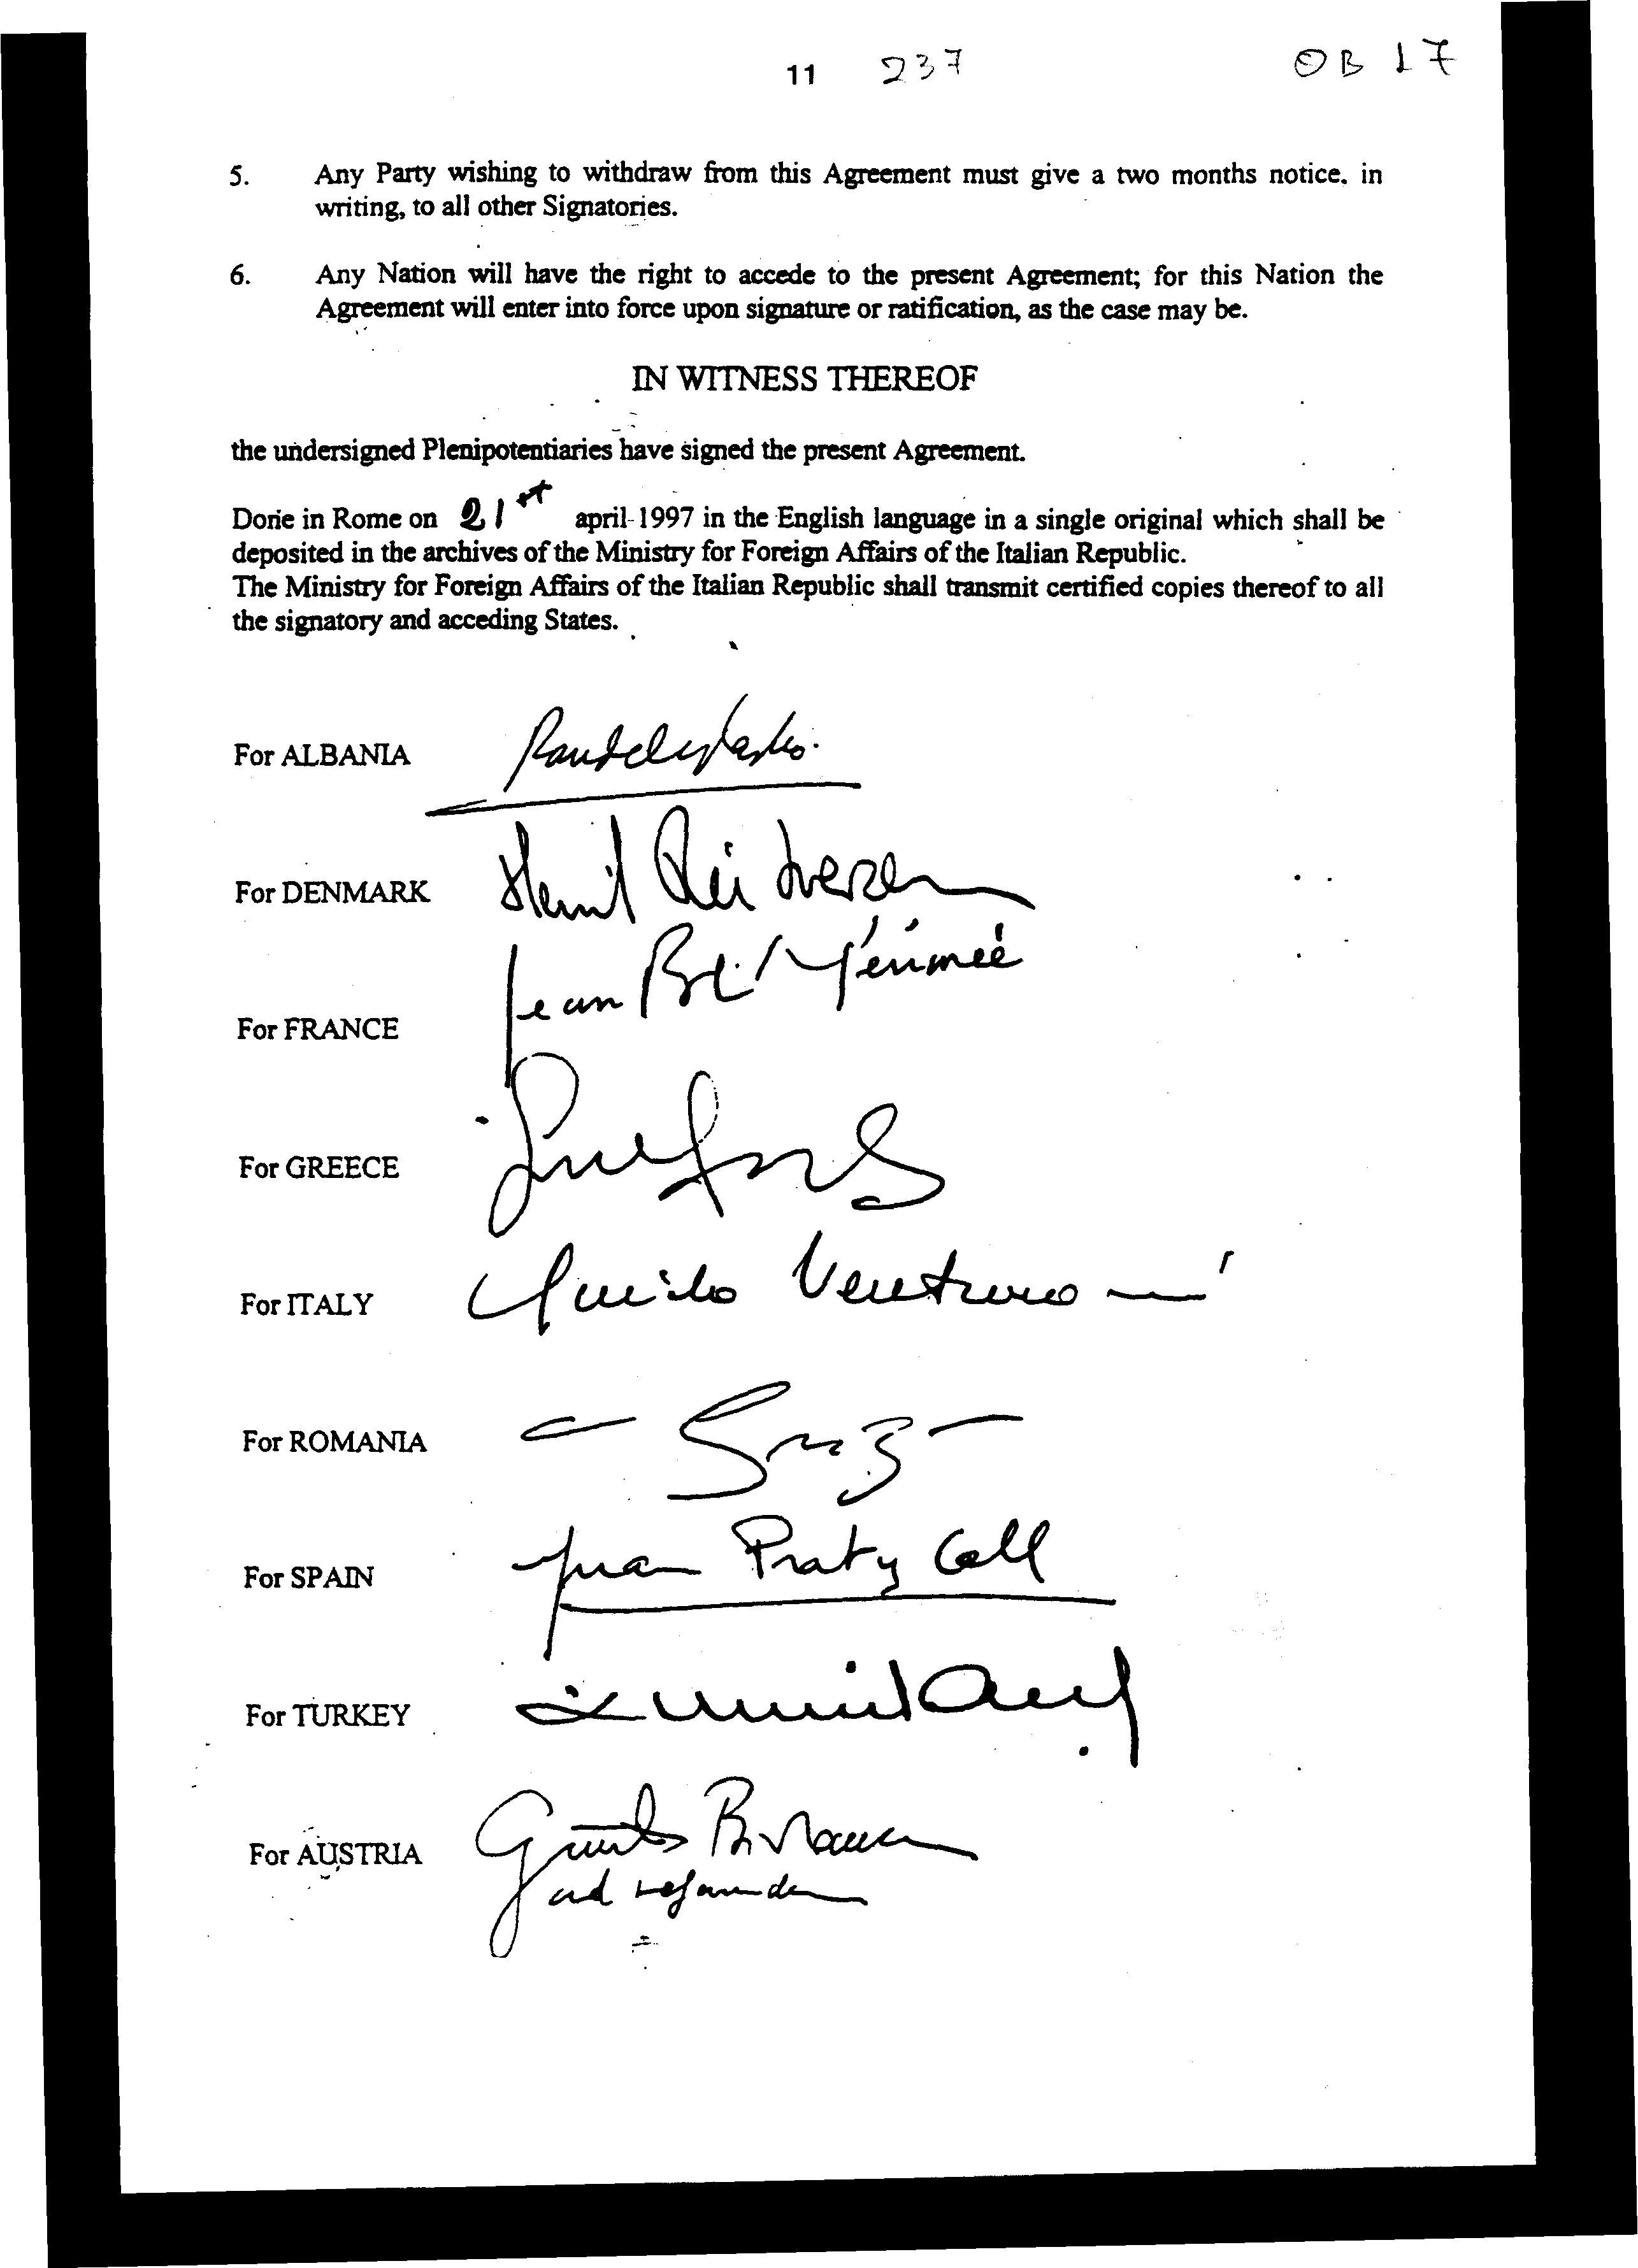 11 237 OB 17
5. Any Party wishing to withdraw from this Agreement must give a two months notice. in
writing, to all other Signatories.
6. Any Nation will have the right to accede to the present Agreement; for this Nation the
Agreement will enter into force upon signature or ratification, as the case may be.
IN WITNESS THEREOF
the undersigned Plenipotentiaries have signed the present Agreement.
Done in Rome on 21st april 1997 in the English language in a single original which shall be
deposited in the archives of the Ministry for Foreign Affairs of the Italian Republic.
The Ministry for Foreign Affairs of the Italian Republic shall transmit certified copies thereof to all
the signatory and acceding States.
For ALBANIA
For DENMARK
For FRANCE Jean Mérimée
For GREECE
For ITALY
For ROMANIA
For SPAIN Juan Prat y Coll
For TURKEY
For AUSTRIA
ad referendum